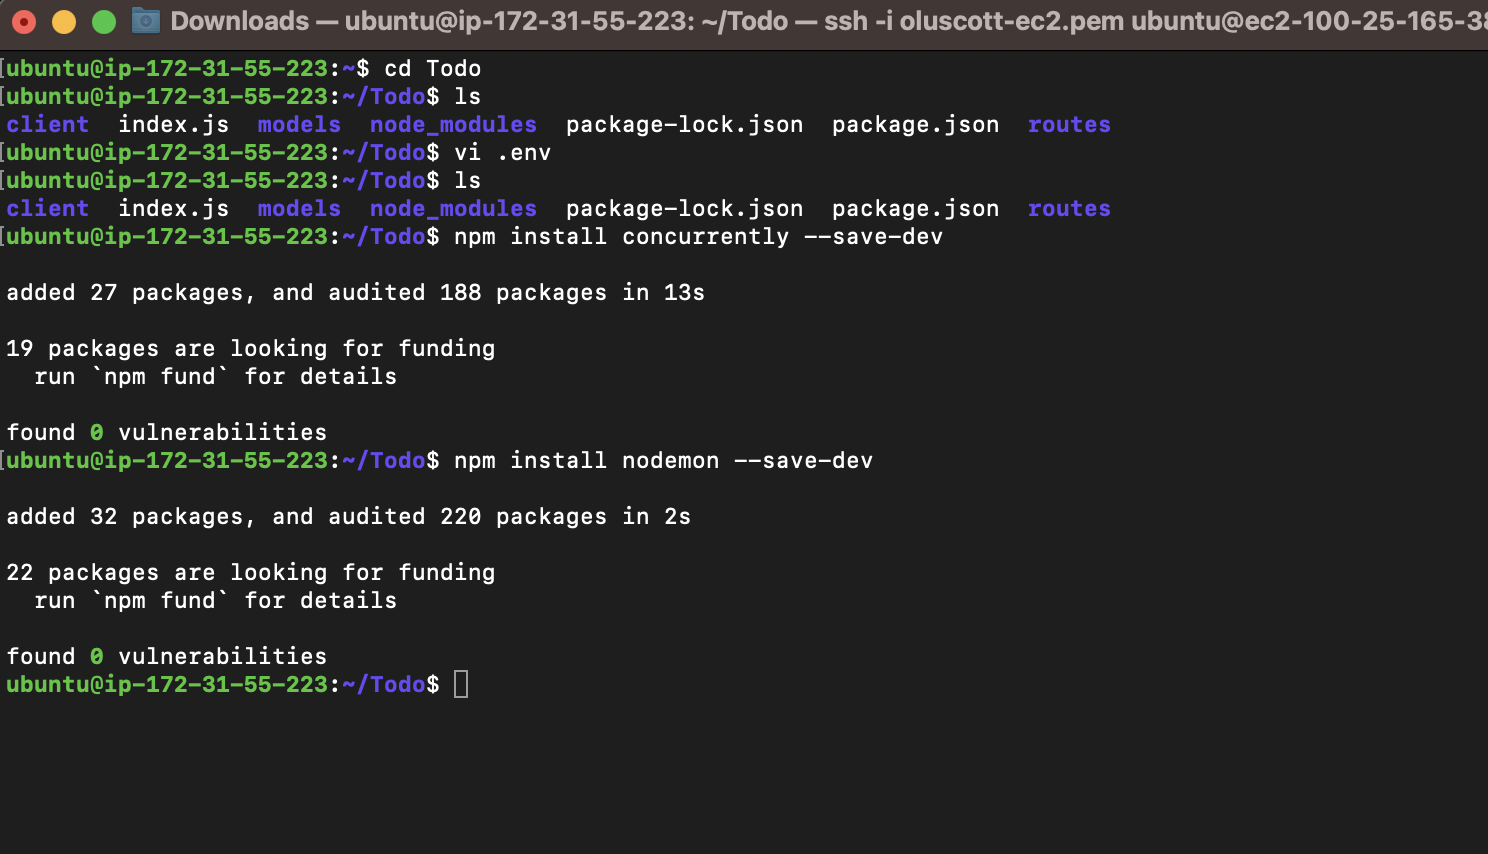 Downloads — ubuntu@ip-172-31-55-223: ~/Todo — ssh -i oluscott-ec2.pem ubuntu@ec2-100-25-165-38
[ubuntu@ip-172-31-55-223:~$ cd Todo
[ubuntu@ip-172-31-55-223:~/Todo$ ls
client index.js models node_modules package-lock.json package.json routes
[ubuntu@ip-172-31-55-223:~/Todo$ vi .env
[ubuntu@ip-172-31-55-223:~/Todo$ ls
client index.js models node_modules package-lock.json package.json routes
[ubuntu@ip-172-31-55-223:~/Todo$ npm install concurrently --save-dev
added 27 packages, and audited 188 packages in 13s
19 packages are looking for funding
run `npm fund` for details
found 0 vulnerabilities
[ubuntu@ip-172-31-55-223:~/Todo$ npm install nodemon --save-dev
added 32 packages, and audited 220 packages in 2s
22 packages are looking for funding
run `npm fund` for details
found 0 vulnerabilities
ubuntu@ip-172-31-55-223:~/Todo$